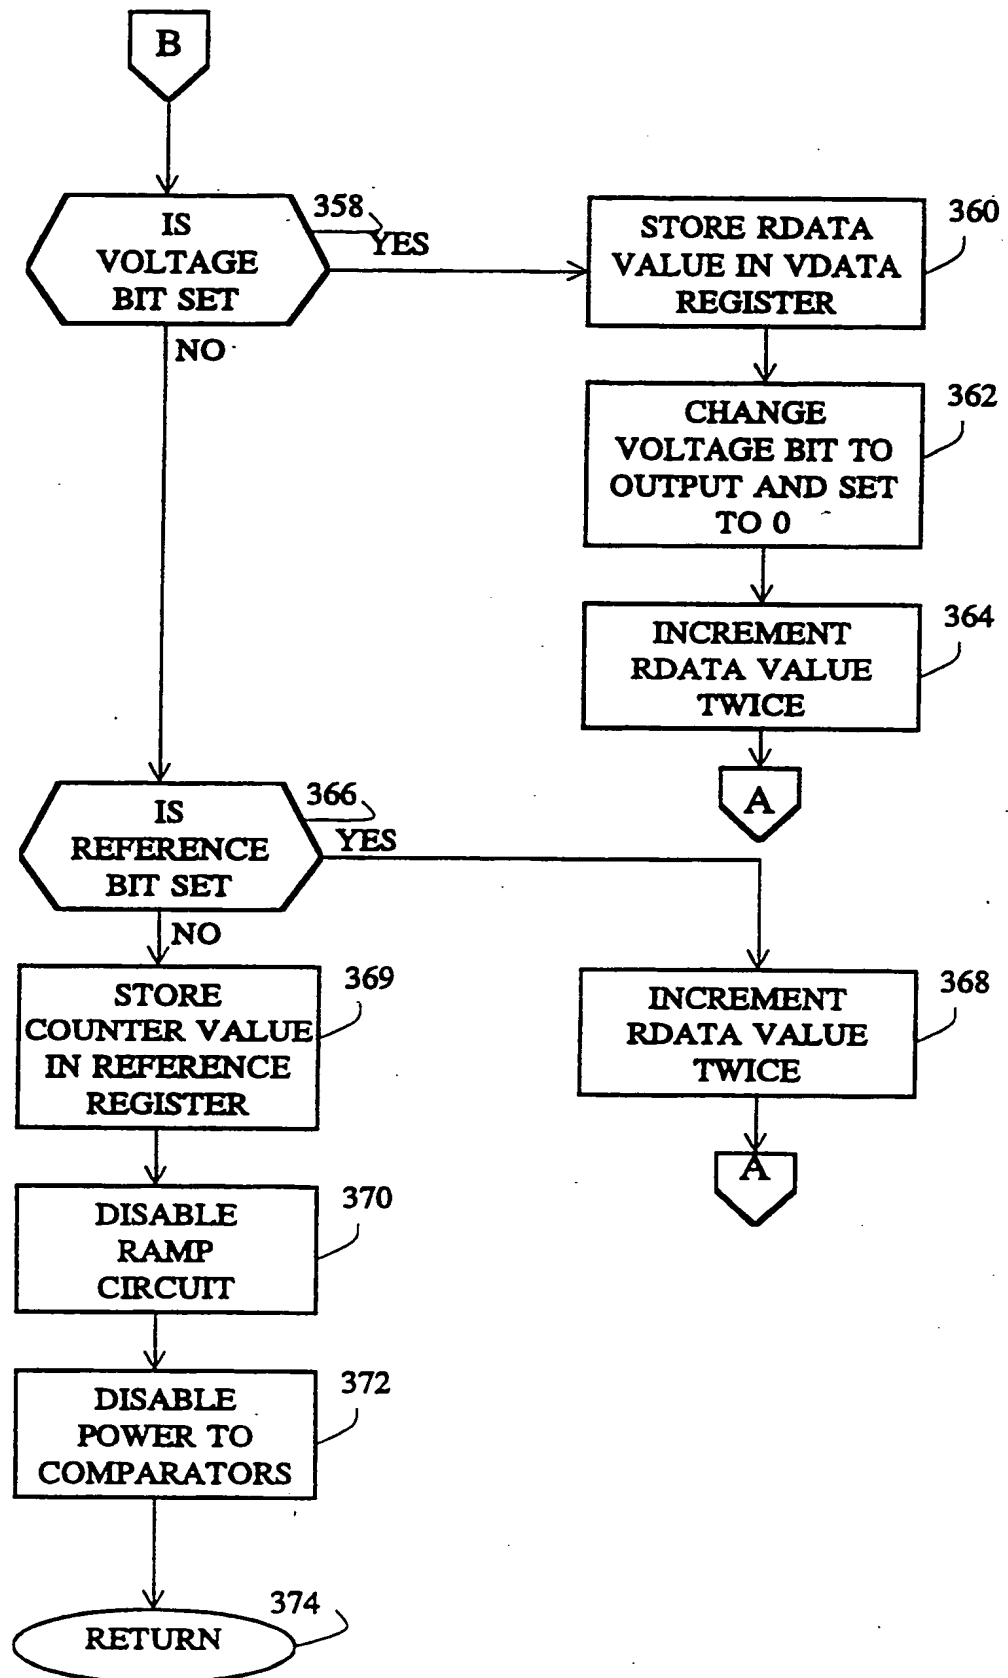 B
IS
VOLTAGE
BIT SET
358
YES
NO
STORE RDATA
VALUE IN VDATA
REGISTER
360
CHANGE
VOLTAGE BIT TO
OUTPUT AND SET
TO 0
362
INCREMENT
RDATA VALUE
TWICE
364
A
IS
REFERENCE
BIT SET
366
YES
NO
INCREMENT
RDATA VALUE
TWICE
368
A
STORE
COUNTER VALUE
IN REFERENCE
REGISTER
369
DISABLE
RAMP
CIRCUIT
370
DISABLE
POWER TO
COMPARATORS
372
RETURN
374